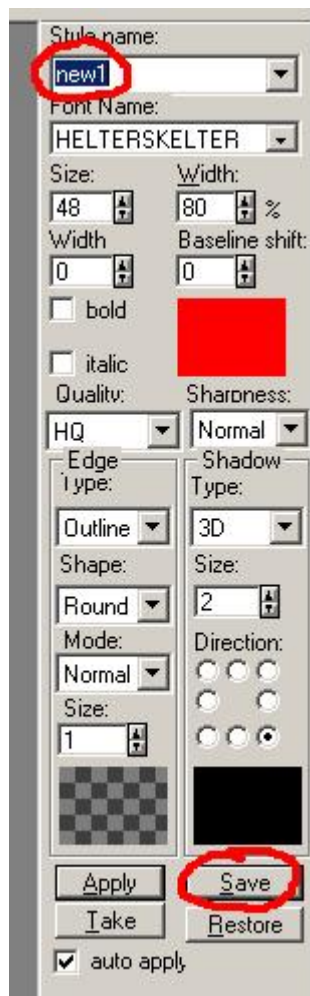 Style name:
new1
Font Name:
HELTERSKELTER
Size: Width:
48 80 %
Width Baseline shift:
0 0
bold
italic
Quality: Sharpness:
HQ Normal
Edge Shadow
Type: Type:
Outline 3D
Shape: Size:
Round 2
Mode: Direction:
Normal
Size:
1
Apply Save
Take Restore
auto apply